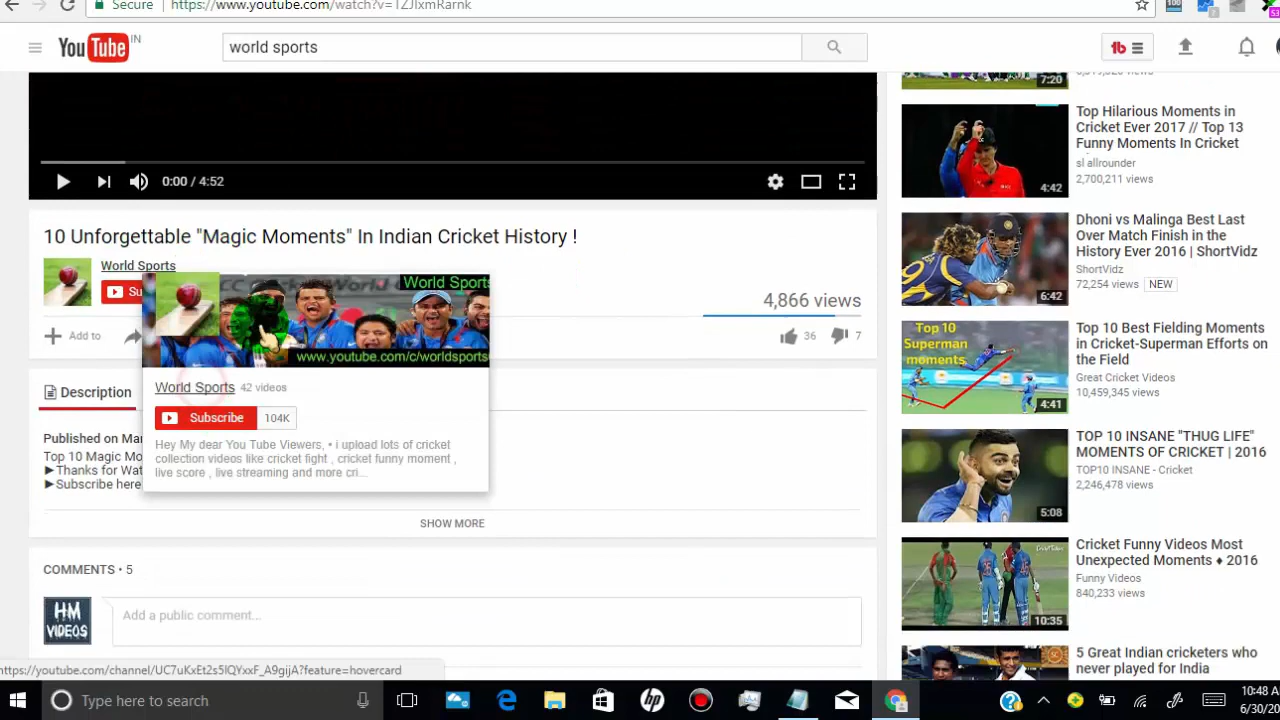 Secure https://www.youtube.com/watch?v=1ZJIxmRarnk
100
YouTube IN
world sports
7:20
Top Hilarious Moments in
Cricket Ever 2017 // Top 13
Funny Moments In Cricket
sl allrounder
2,700,211 views
4:42
0:00 / 4:52
10 Unforgettable "Magic Moments" In Indian Cricket History !
World Sports
Su
4,866 views
Add to
36
7
World Sports
www.youtube.com/c/worldsports
World Sports 42 videos
Subscribe 104K
Hey My dear You Tube Viewers, • i upload lots of cricket
collection videos like cricket fight , cricket funny moment ,
live score , live streaming and more cri...
Description
Published on Mar
Top 10 Magic Mo
►Thanks for Wat
►Subscribe here
SHOW MORE
COMMENTS • 5
HM
VIDEOS
Add a public comment...
Dhoni vs Malinga Best Last
Over Match Finish in the
History Ever 2016 | ShortVidz
ShortVidz
72,254 views NEW
6:42
Top 10
Superman
moments
Top 10 Best Fielding Moments
in Cricket-Superman Efforts on
the Field
Great Cricket Videos
10,459,345 views
4:41
TOP 10 INSANE "THUG LIFE"
MOMENTS OF CRICKET | 2016
TOP10 INSANE - Cricket
2,246,478 views
5:08
Cricket Funny Videos Most
Unexpected Moments ♦ 2016
Funny Videos
840,233 views
10:35
5 Great Indian cricketers who
never played for India
Type here to search
10:48 A
6/30/20